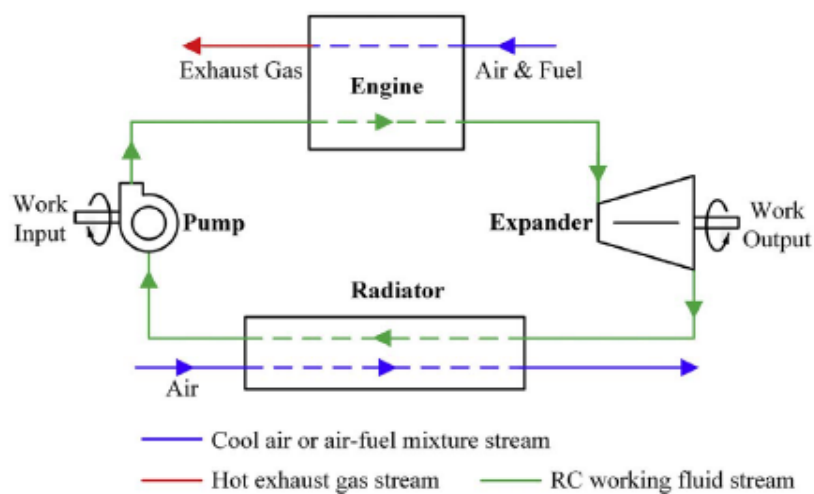 Exhaust Gas
Air & Fuel
Engine
Work
Input
Pump
Expander
Work
Output
Radiator
Air
Cool air or air-fuel mixture stream
Hot exhaust gas stream
RC working fluid stream